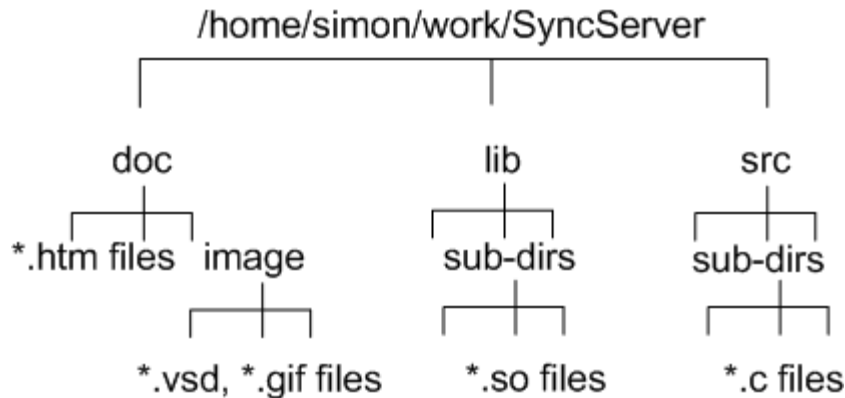 /home/simon/work/SyncServer
doc lib src
*.htm files image sub-dirs sub-dirs
*.vsd, *.gif files *.so files *.c files